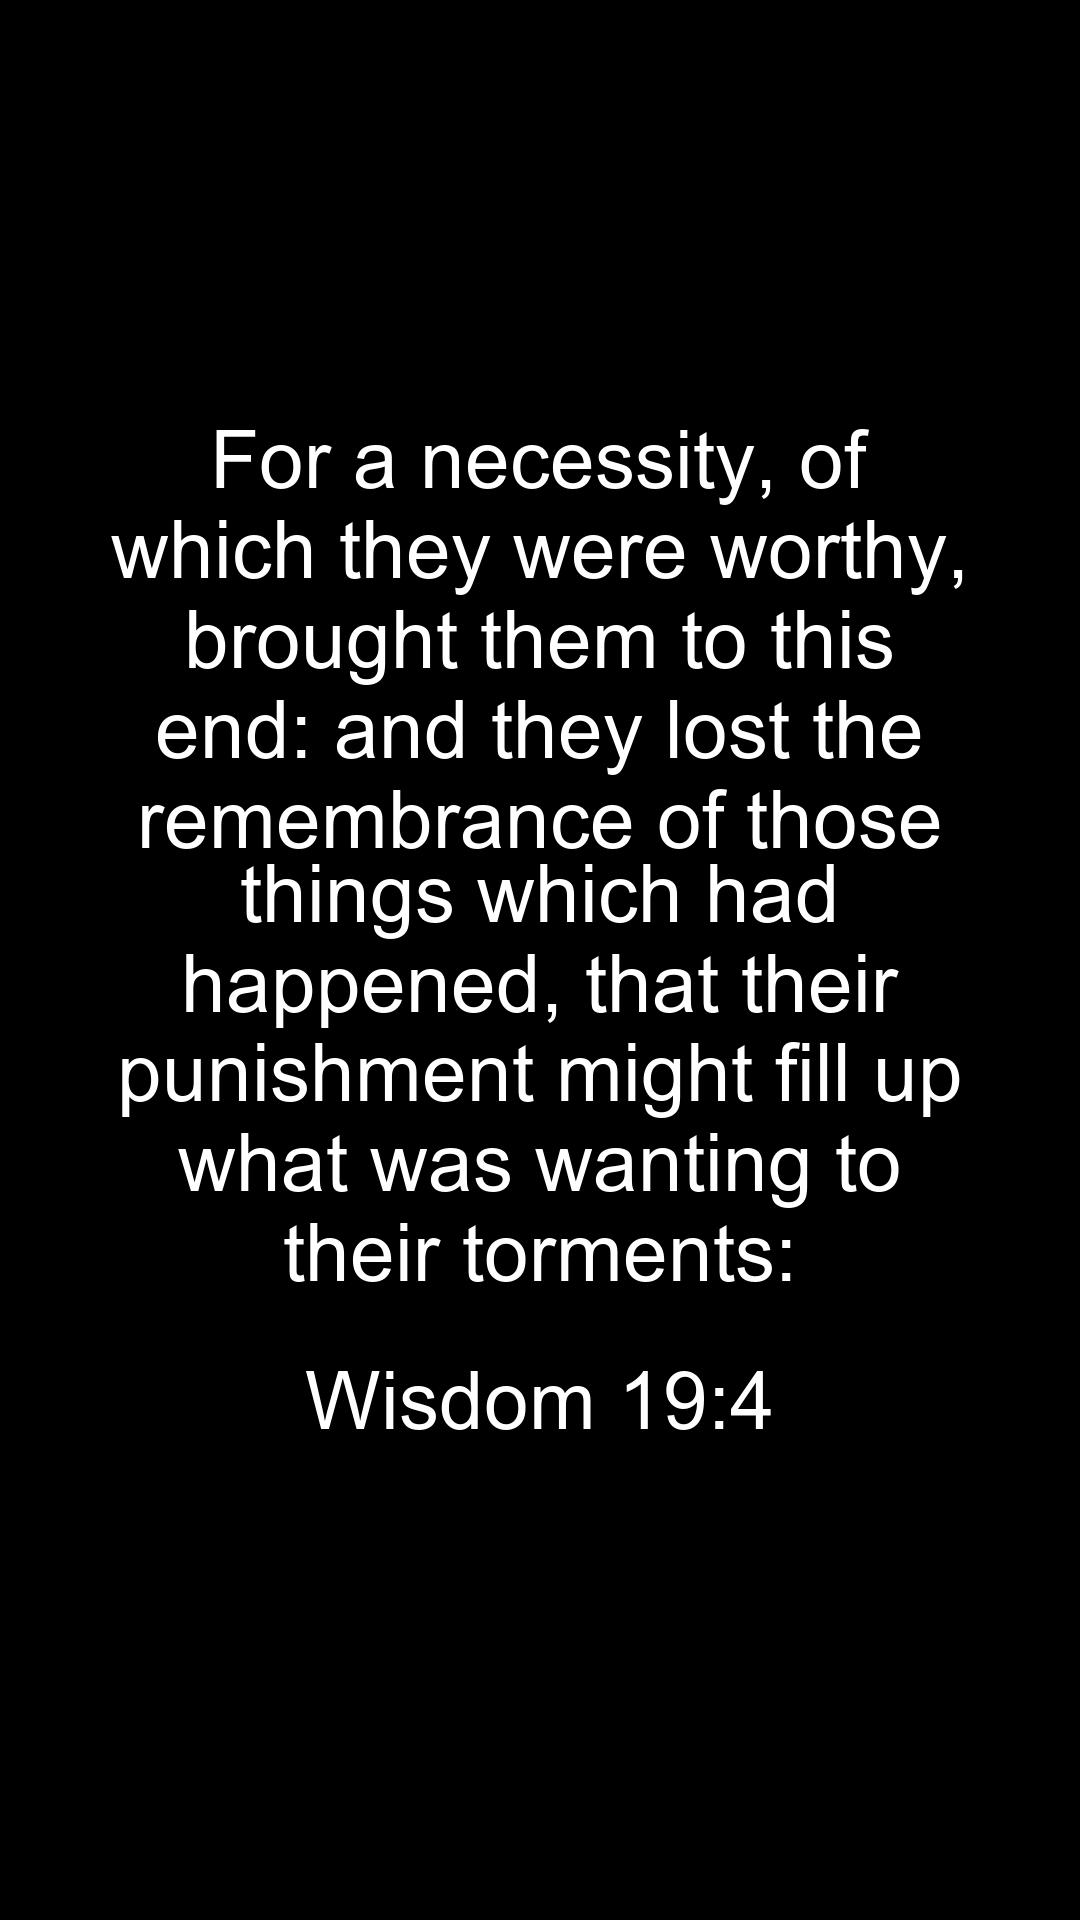 For a necessity, of
which they were worthy,
brought them to this
end: and they lost the
remembrance of those
things which had
happened, that their
punishment might fill up
what was wanting to
their torments:
Wisdom 19:4